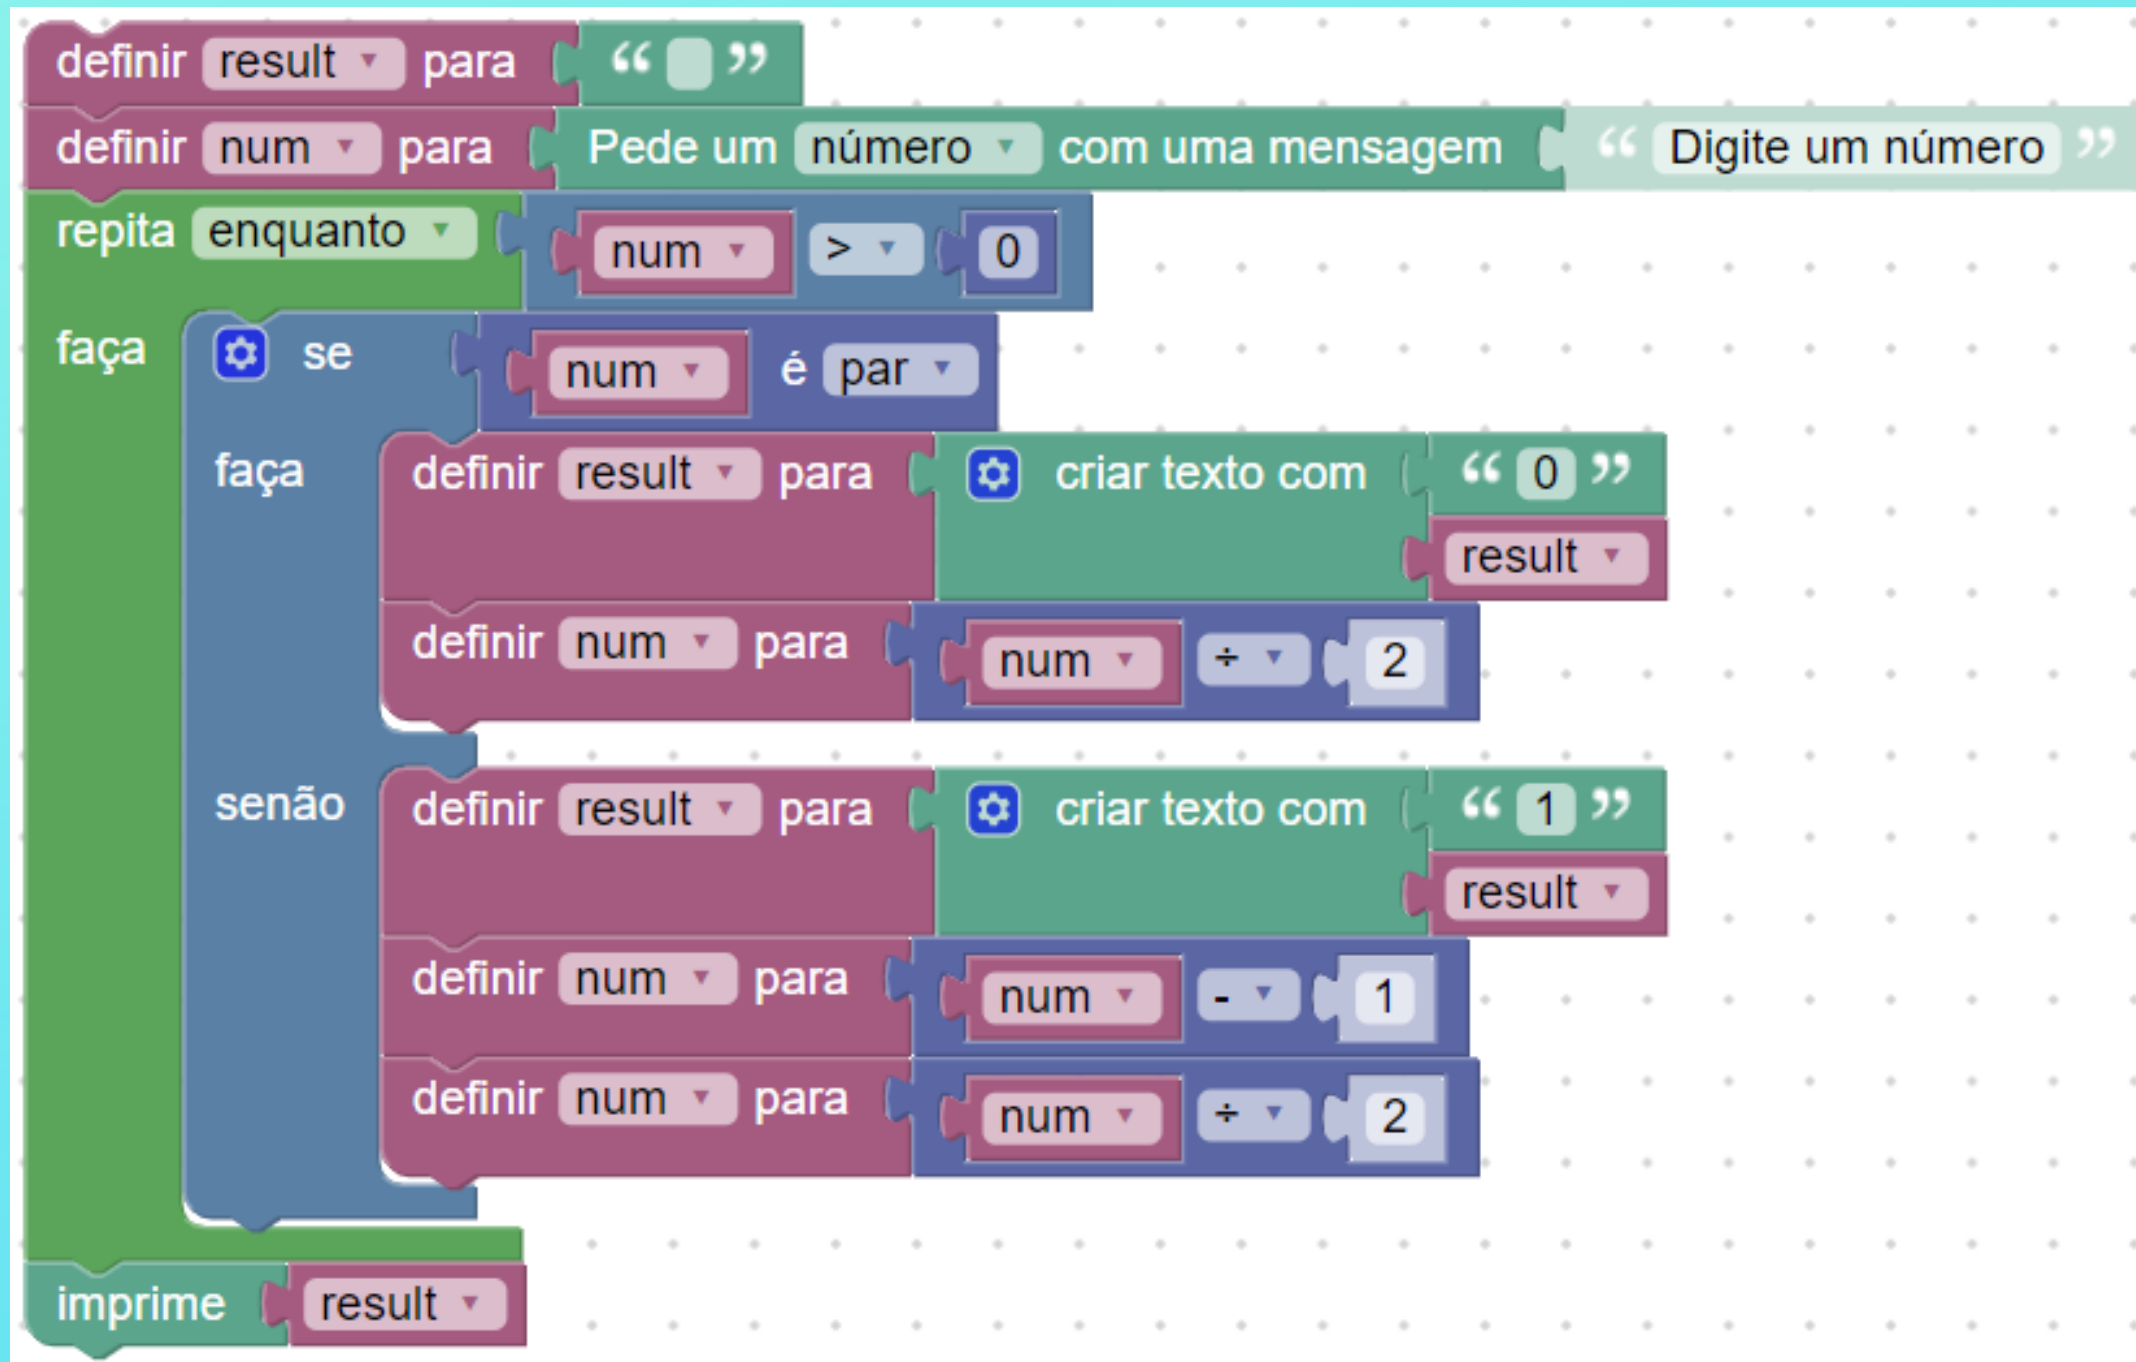 definir result para “ ”
definir num para Pede um número com uma mensagem “ Digite um número ”
repita enquanto num > 0
faça se num é par
faça definir result para criar texto com “ 0 ”
result
definir num para num ÷ 2
senão definir result para criar texto com “ 1 ”
result
definir num para num - 1
definir num para num ÷ 2
imprime result